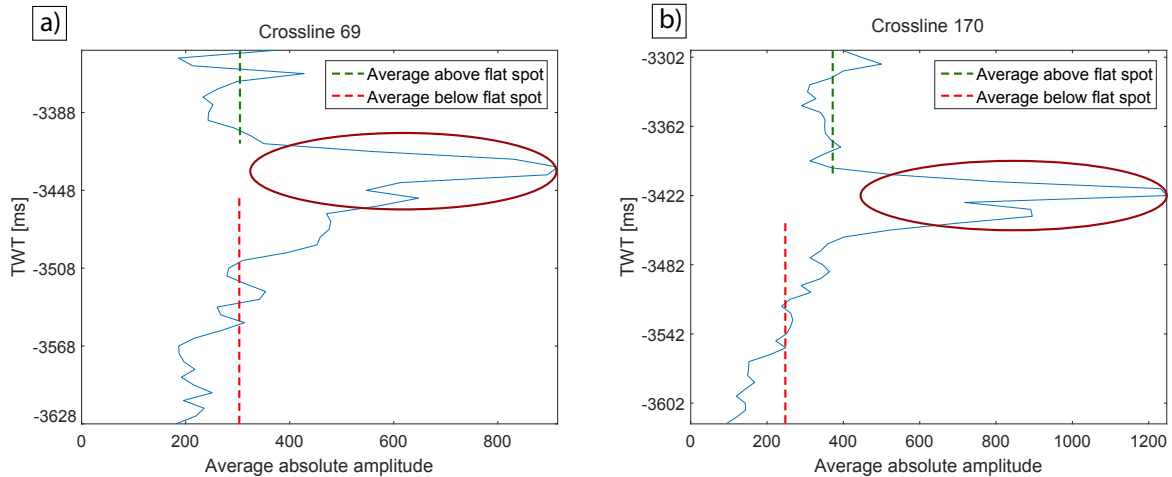 a)
Crossline 69
Average above flat spot
Average below flat spot
TWT [ms]
-3388
-3448
-3508
-3568
-3628
0
200
400
600
800
Average absolute amplitude
b)
Crossline 170
Average above flat spot
Average below flat spot
TWT [ms]
-3302
-3362
-3422
-3482
-3542
-3602
0
200
400
600
800
1000
1200
Average absolute amplitude